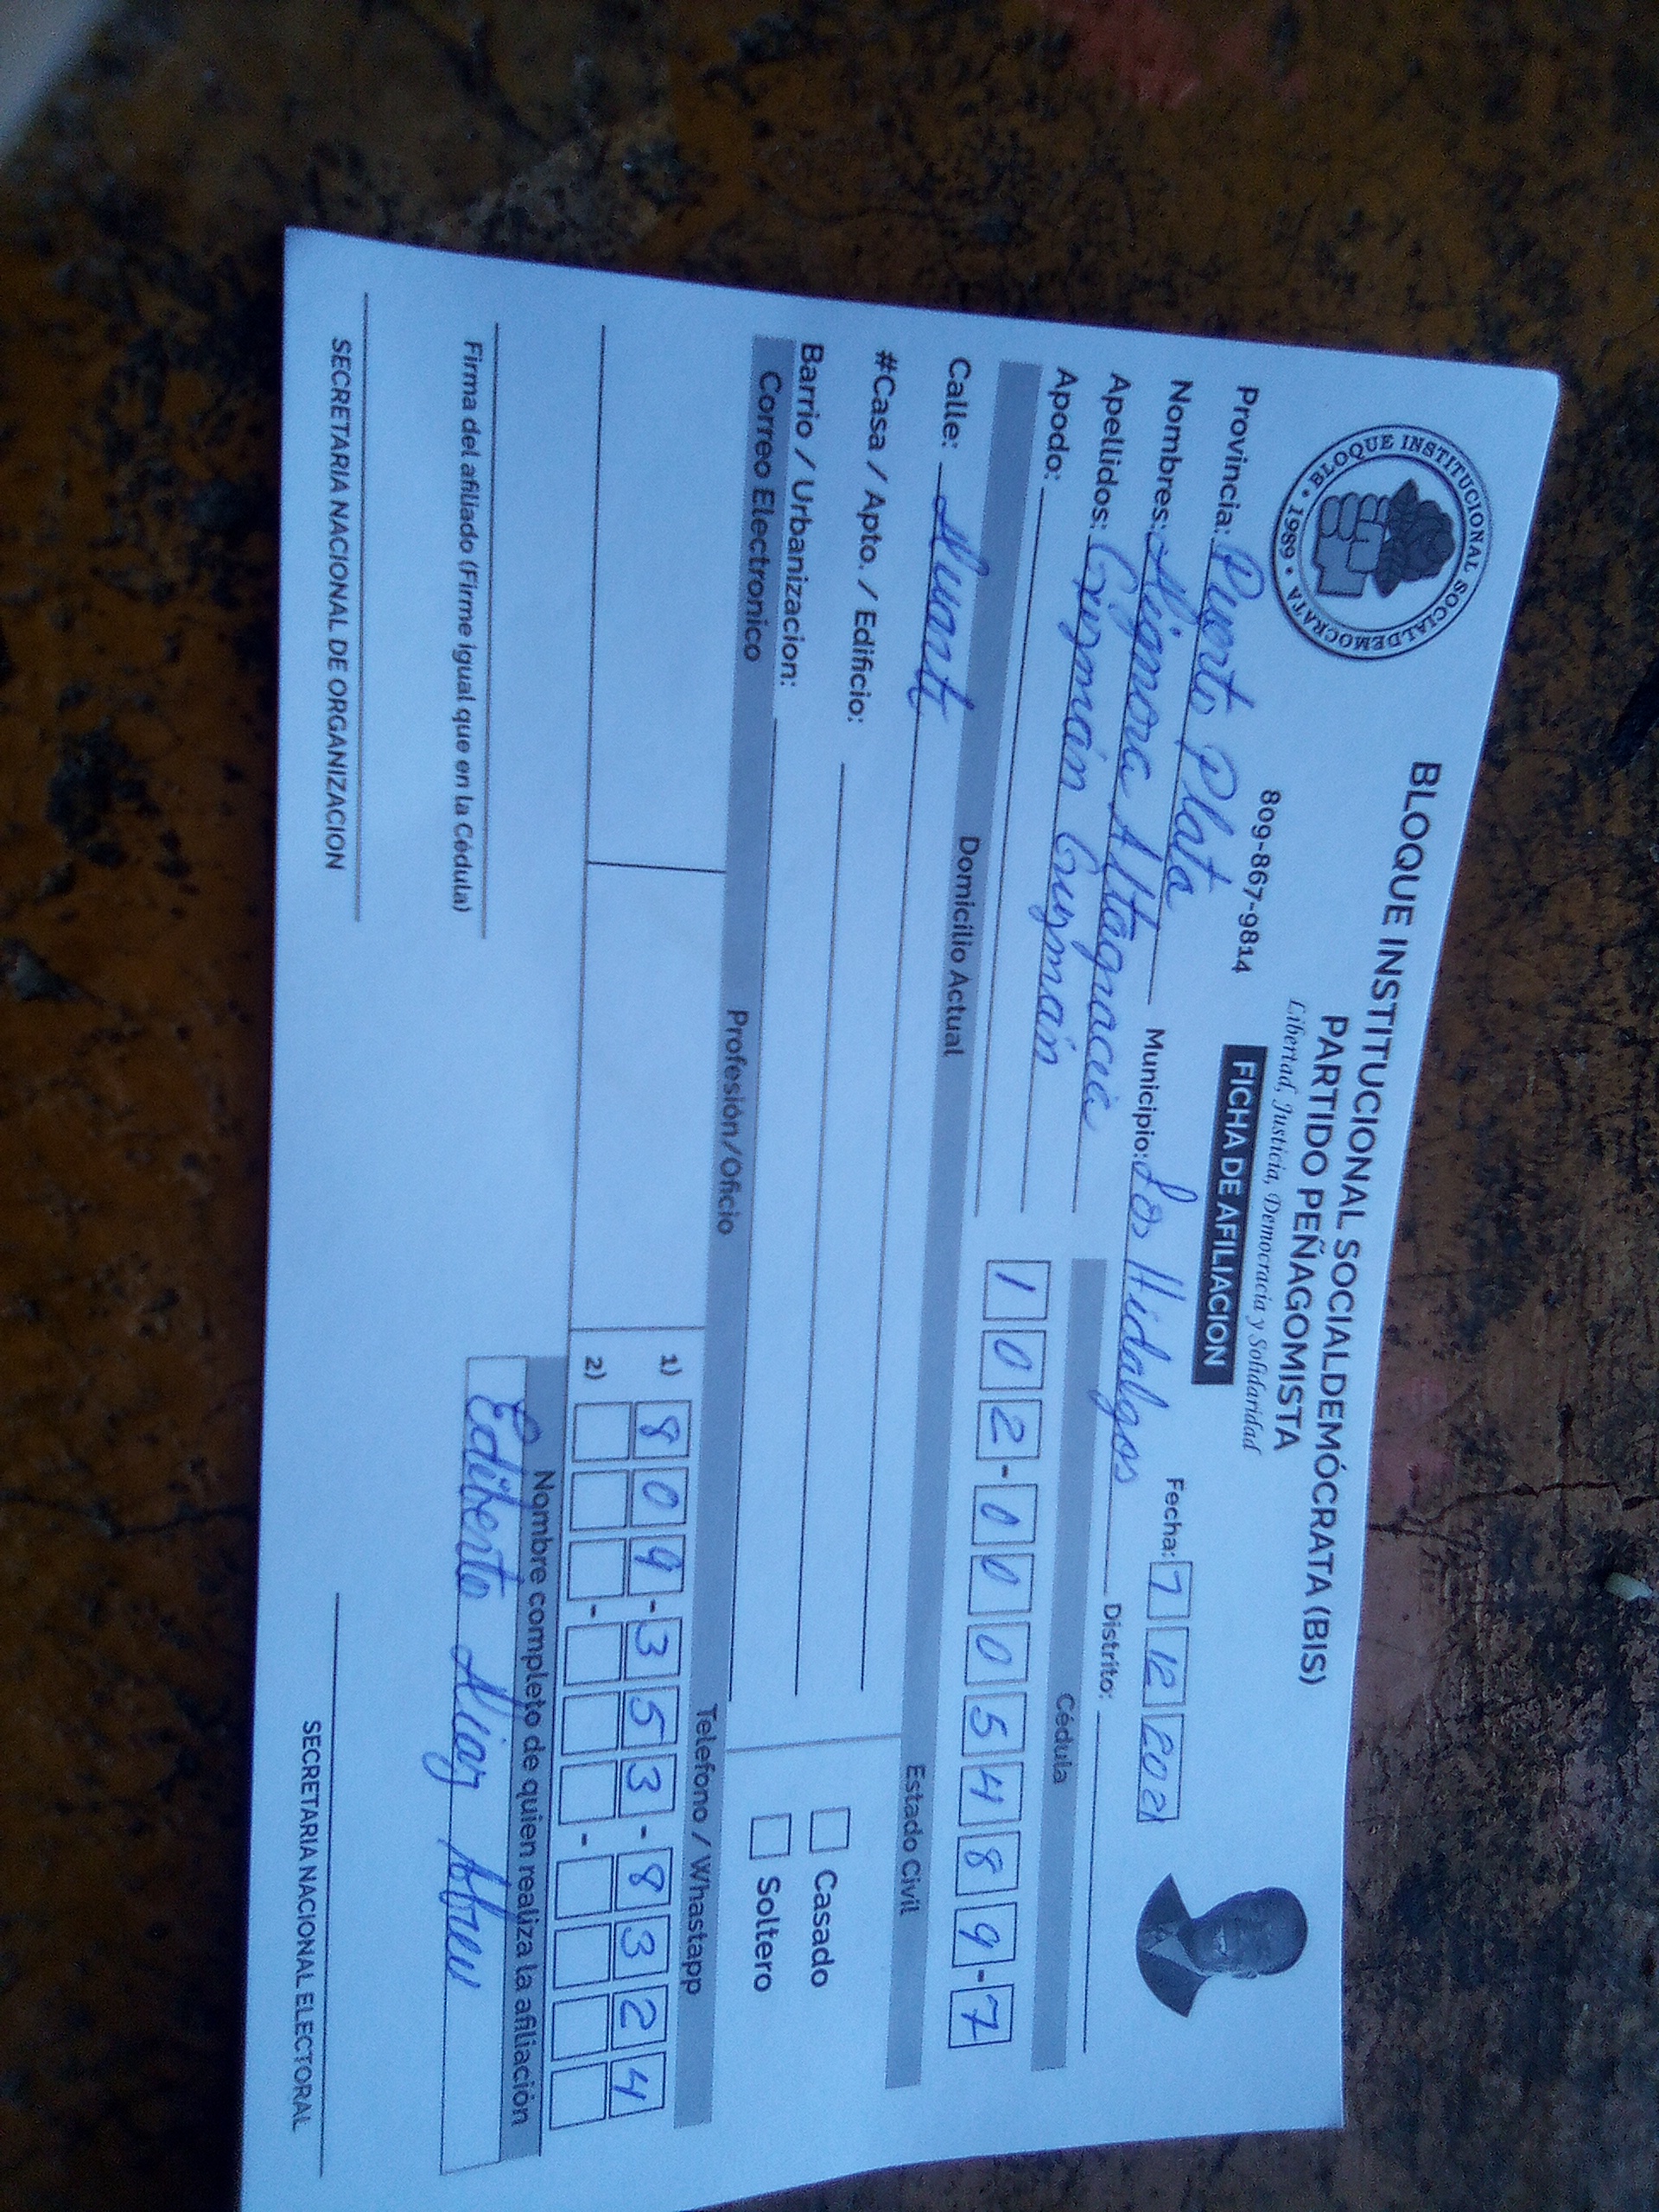 BLOQUE INSTITUCIONAL SOCIALDEMOCRATA • 1989 •
BLOQUE INSTITUCIONAL SOCIALDEMÓCRATA (BIS)
PARTIDO PEÑAGOMISTA
Libertad, Justicia, Democracia y Solidaridad
809-867-9814
FICHA DE AFILIACION
Fecha: 7 12 2021
Provincia: Puerto Plata Municipio: Los Hidalgos Distrito:
Nombres: Altagracia
Apellidos: Guzmán Guzmán
Cédula
Apodo:
102-0005489-7
Domicilio Actual
Estado Civil
Calle: Duarte
#Casa / Apto. / Edificio:
Casado
Barrio / Urbanizacion:
Soltero
Correo Electronico
Profesión/Oficio
Telefono / Whastapp
1) 809-353-8324
2) - -
Nombre completo de quien realiza la afiliación
Edilberto Diaz Abreu
Firma del afiliado (Firme igual que en la Cédula)
SECRETARIA NACIONAL DE ORGANIZACION
SECRETARIA NACIONAL ELECTORAL